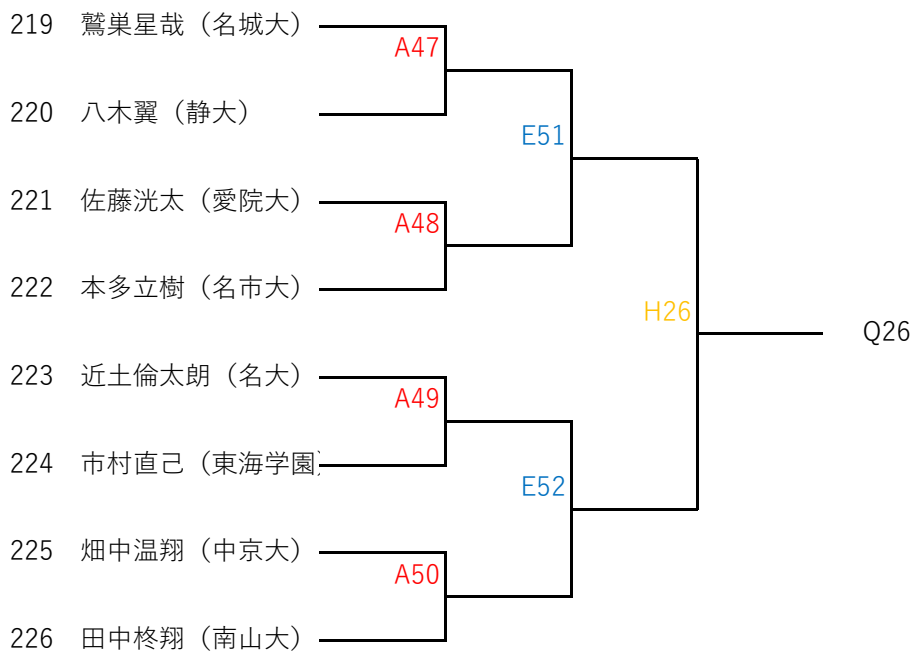 219 鷲巣星哉（名城大）
A47
220 八木翼（静大）
E51
221 佐藤洸太（愛院大）
A48
222 本多立樹（名市大）
H26
Q26
223 近土倫太朗（名大）
A49
224 市村直己（東海学園）
E52
225 畑中温翔（中京大）
A50
226 田中柊翔（南山大）